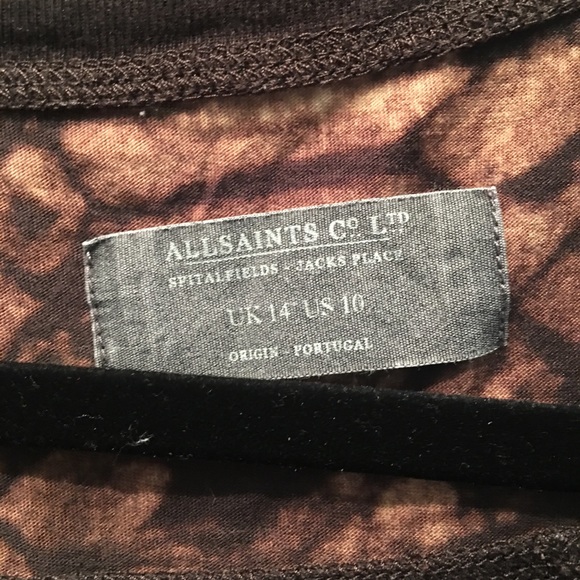 ALLSAINTS Cº LTD
SPITALFIELDS - JACKS PLACE
UK 14 US 10
ORIGIN - PORTUGAL